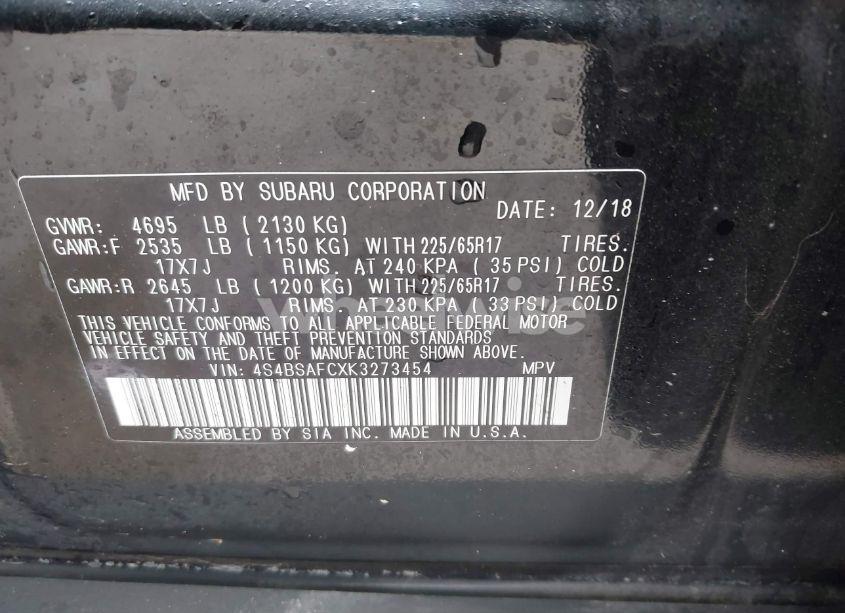 MFD BY SUBARU CORPORATION
DATE: 12/18
GVWR: 4695 LB ( 2130 KG)
GAWR:F 2535 LB ( 1150 KG) WITH 225/65R17 TIRES.
17X7J RIMS. AT 240 KPA ( 35 PSI) COLD
GAWR:R 2645 LB ( 1200 KG) WITH 225/65R17 TIRES.
17X7J RIMS. AT 230 KPA ( 33 PSI) COLD
THIS VEHICLE CONFORMS TO ALL APPLICABLE FEDERAL MOTOR
VEHICLE SAFETY AND THEFT PREVENTION STANDARDS
IN EFFECT ON THE DATE OF MANUFACTURE SHOWN ABOVE.
VIN: 4S4BSAFCXK3273454 MPV
ASSEMBLED BY SIA INC. MADE IN U.S.A.